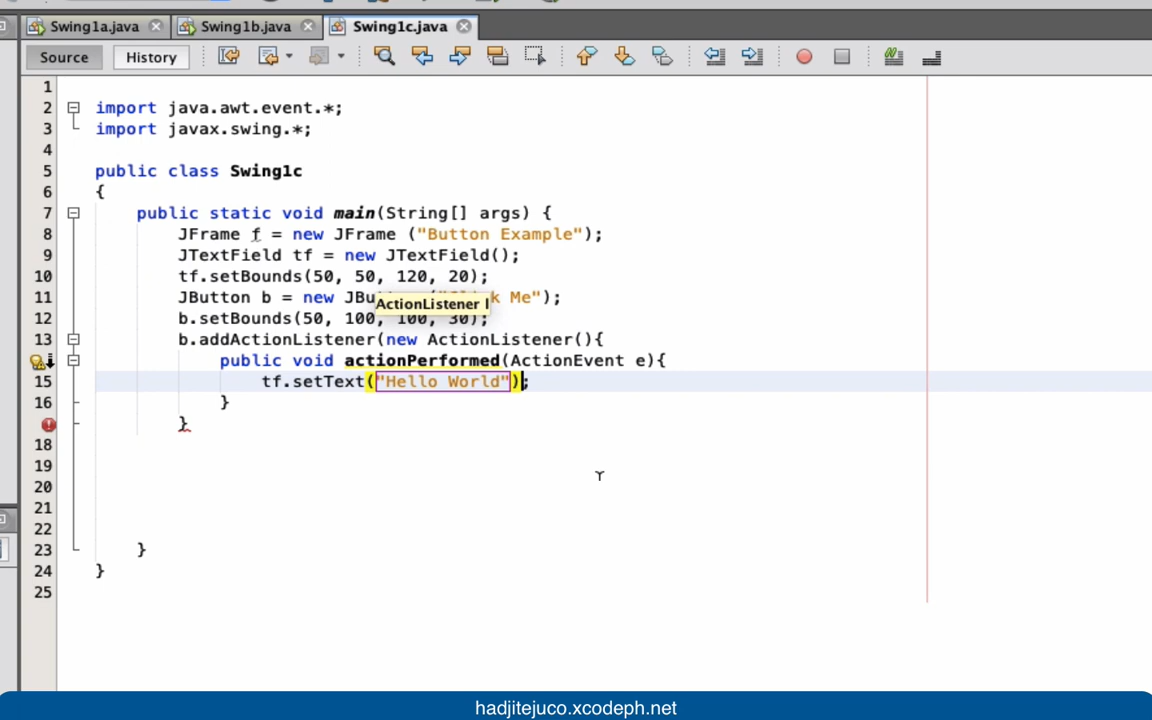 Swing1a.java Swing1b.java Swing1c.java
Source History
1
2 import java.awt.event.*;
3 import javax.swing.*;
4
5 public class Swing1c
6 {
7 public static void main(String[] args) {
8 JFrame f = new JFrame ("Button Example");
9 JTextField tf = new JTextField();
10 tf.setBounds(50, 50, 120, 20);
11 JButton b = new JBu k Me");
ActionListener l
12 b.setBounds(50, 100, 100, 30);
13 b.addActionListener(new ActionListener(){
public void actionPerformed(ActionEvent e){
15 tf.setText("Hello World");
16 }
}
18
19
20
21
22
23 }
24 }
25
hadjitejuco.xcodeph.net